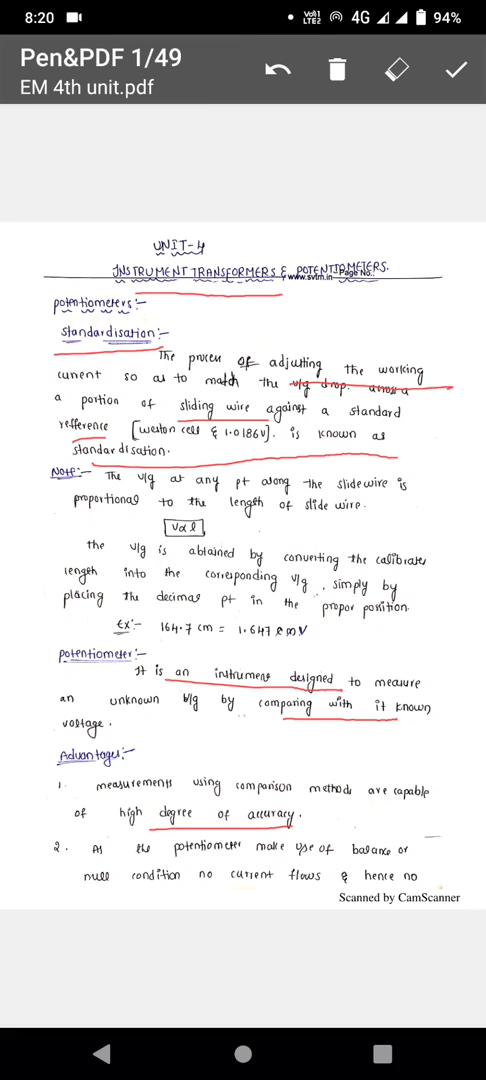 8:20 Vo1) LTE2 4G 94%
Pen&PDF 1/49
EM 4th unit.pdf
UNIT-4
INSTRUMENT TRANSFORMERS & POTENTIOMETERS.
www.svtm.in Page No.:
potentiometers:-
standardisation:-
The process of adjusting the working
current so as to match the v/g drop across a
a portion of sliding wire against a standard
refference [weston cell & 1.0186V]. is known as
standardisation.
Note:- The v/g at any pt along the slidewire is
proportional to the length of slide wire.
V∝l
the v/g is abtained by converting the calibrates
length into the corresponding v/g, simply by
placing the decimal pt in the propor position.
Ex:- 164.7 cm = 1.647 V
potentiometer:-
It is an instrument designed to measure
an unknown v/g by comparing with it known
voltage.
Advantages:-
1. measurements using comparison methods are capable
of high degree of accuracy.
2. As the potentiometer make use of balance or
null condition no current flows & hence no
Scanned by CamScanner